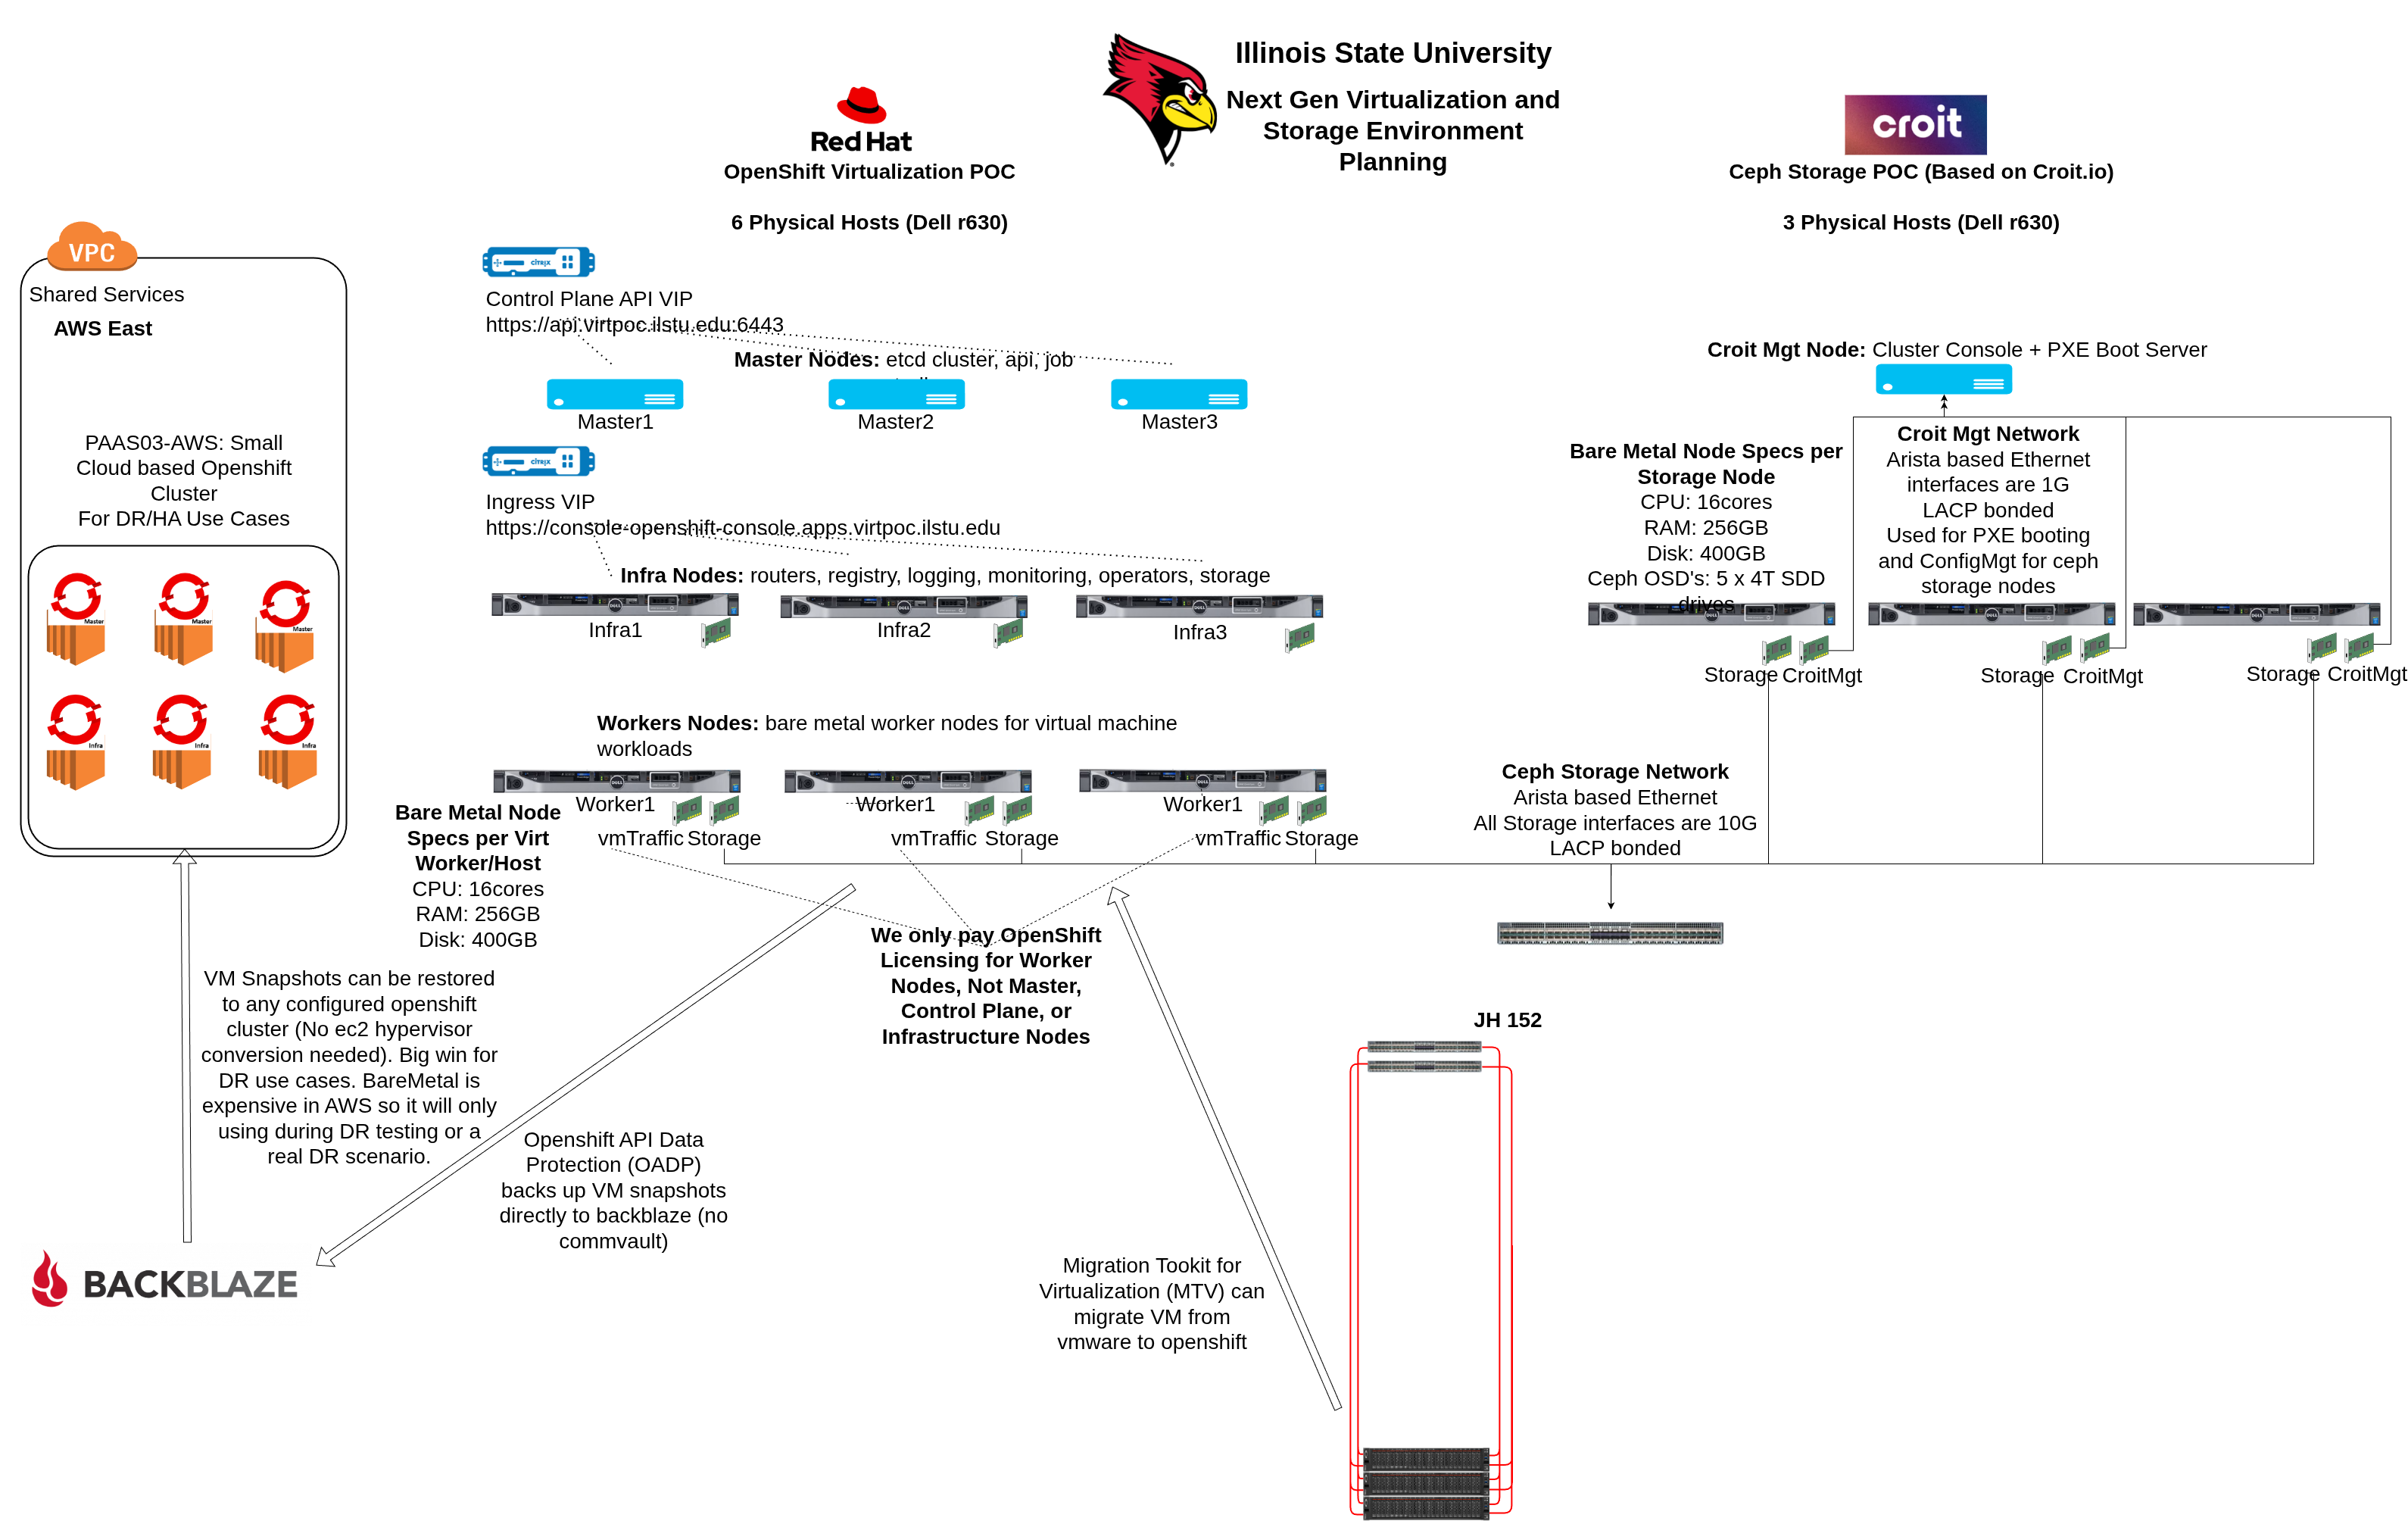 Illinois State University
Next Gen Virtualization and
Storage Environment
Planning
Red Hat
OpenShift Virtualization POC
6 Physical Hosts (Dell r630)
croit
Ceph Storage POC (Based on Croit.io)
3 Physical Hosts (Dell r630)
VPC
Shared Services
AWS East
PAAS03-AWS: Small
Cloud based Openshift
Cluster
For DR/HA Use Cases
Master
Master
Master
Infra
Infra
Infra
citrix
Control Plane API VIP
https://api.virtpoc.ilstu.edu:6443
Master Nodes: etcd cluster, api, job
Master1
Master2
Master3
citrix
Ingress VIP
https://console-openshift-console.apps.virtpoc.ilstu.edu
Infra Nodes: routers, registry, logging, monitoring, operators, storage
Infra1
Infra2
Infra3
Workers Nodes: bare metal worker nodes for virtual machine
workloads
Worker1
Worker1
Worker1
vmTraffic Storage
vmTraffic Storage
vmTraffic Storage
Bare Metal Node
Specs per Virt
Worker/Host
CPU: 16cores
RAM: 256GB
Disk: 400GB
Croit Mgt Node: Cluster Console + PXE Boot Server
Bare Metal Node Specs per
Storage Node
CPU: 16cores
RAM: 256GB
Disk: 400GB
Ceph OSD's: 5 x 4T SDD
drives
Croit Mgt Network
Arista based Ethernet
interfaces are 1G
LACP bonded
Used for PXE booting
and ConfigMgt for ceph
storage nodes
Storage CroitMgt
Storage CroitMgt
Storage CroitMgt
Ceph Storage Network
Arista based Ethernet
All Storage interfaces are 10G
LACP bonded
We only pay OpenShift
Licensing for Worker
Nodes, Not Master,
Control Plane, or
Infrastructure Nodes
VM Snapshots can be restored
to any configured openshift
cluster (No ec2 hypervisor
conversion needed). Big win for
DR use cases. BareMetal is
expensive in AWS so it will only
using during DR testing or a
real DR scenario.
Openshift API Data
Protection (OADP)
backs up VM snapshots
directly to backblaze (no
commvault)
BACKBLAZE
JH 152
Migration Tookit for
Virtualization (MTV) can
migrate VM from
vmware to openshift